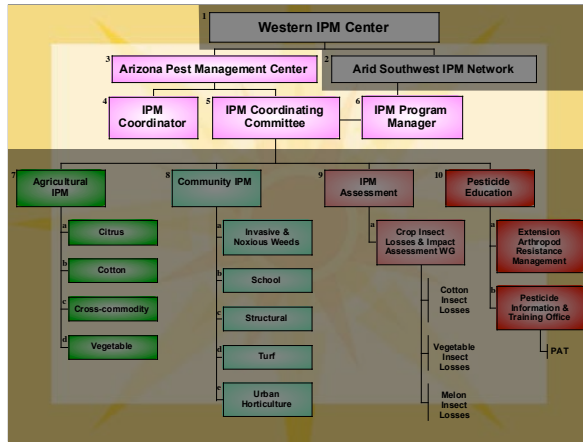 1
Western IPM Center
3
Arizona Pest Management Center
2
Arid Southwest IPM Network
4
IPM
Coordinator
5
IPM Coordinating
Committee
6
IPM Program
Manager
7
Agricultural
IPM
8
Community IPM
9
IPM
Assessment
10
Pesticide
Education
a
Citrus
b
Cotton
c
Cross-commodity
d
Vegetable
a
Invasive &
Noxious Weeds
b
School
c
Structural
d
Turf
e
Urban
Horticulture
a
Crop Insect
Losses & Impact
Assessment WG
Cotton
Insect
Losses
Vegetable
Insect
Losses
Melon
Insect
Losses
a
Extension
Arthropod
Resistance
Management
b
Pesticide
Information &
Training Office
PAT